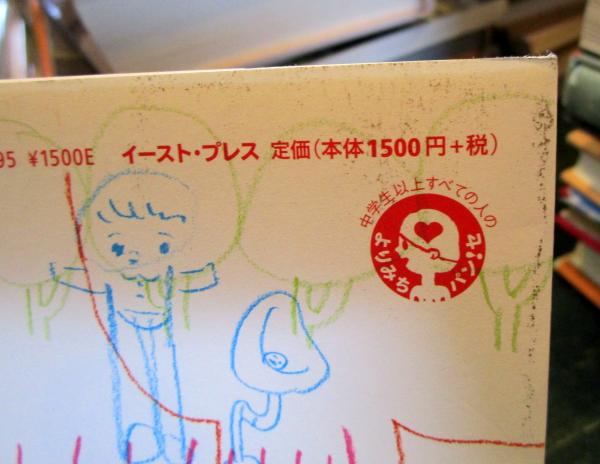 95 ¥1500E イースト・プレス 定価(本体1500円+税)
中学生以上すべての人の
よりみちパン!セ